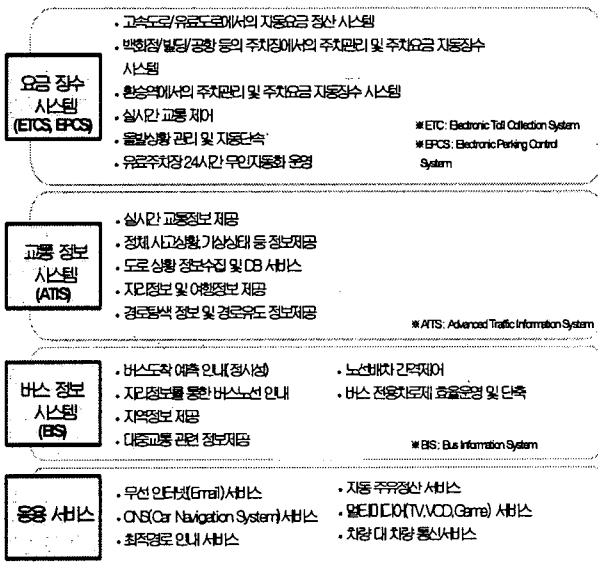 요금 징수
시스템
(ETCS, EPCS)
• 고속도로/유료도로에서의 자동요금 정산 시스템
• 백화점/빌딩/공항 등의 주차장에서의 주차관리 및 주차요금 자동징수
시스템
• 환승역에서의 주차관리 및 주차요금 자동징수 시스템
• 실시간 교통 제어
• 돌발상황 관리 및 자동단속
• 유료주차장 24시간 무인자동화 운영
※ ETC : Electronic Toll Collection System
※ EPCS : Electronic Parking Control
System
교통 정보
시스템
(ATIS)
• 실시간 교통정보 제공
• 정체,사고상황,기상상태 등 정보제공
• 도로 상황 정보수집 및 DB 서비스
• 지리정보 및 여행정보 제공
• 경로탐색 정보 및 경로유도 정보제공
※ AITS : Advanced Traffic Information System
버스 정보
시스템
(BIS)
• 버스도착 예측 안내(정시성)
• 지리정보를 통한 버스노선 안내
• 지역정보 제공
• 대중교통 관련 정보제공
• 노선배차 간격제어
• 버스 전용차로제 효율운영 및 단축
※ BIS : Bus Information System
응용 서비스
• 무선 인터넷(Email)서비스
• CNS(Car Navigation System)서비스
• 최적경로 안내 서비스
• 자동 주유정산 서비스
• 멀티미디어(TV,VCD,Game) 서비스
• 차량 대 차량 통신서비스